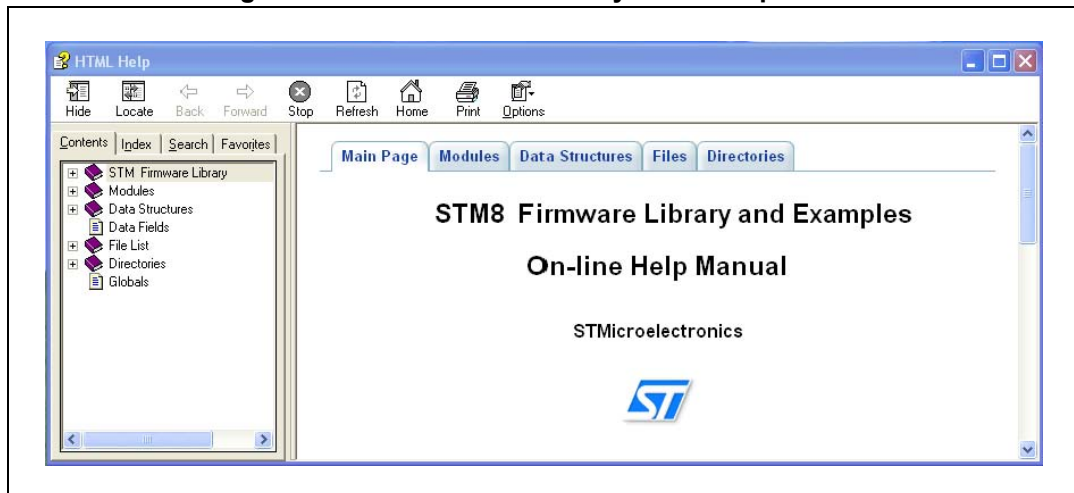 HTML Help
Hide Locate Back Forward Stop Refresh Home Print Options
Contents Index Search Favorites
STM Firmware Library
Modules
Data Structures
Data Fields
File List
Directories
Globals
Main Page Modules Data Structures Files Directories
STM8 Firmware Library and Examples
On-line Help Manual
STMicroelectronics
ST